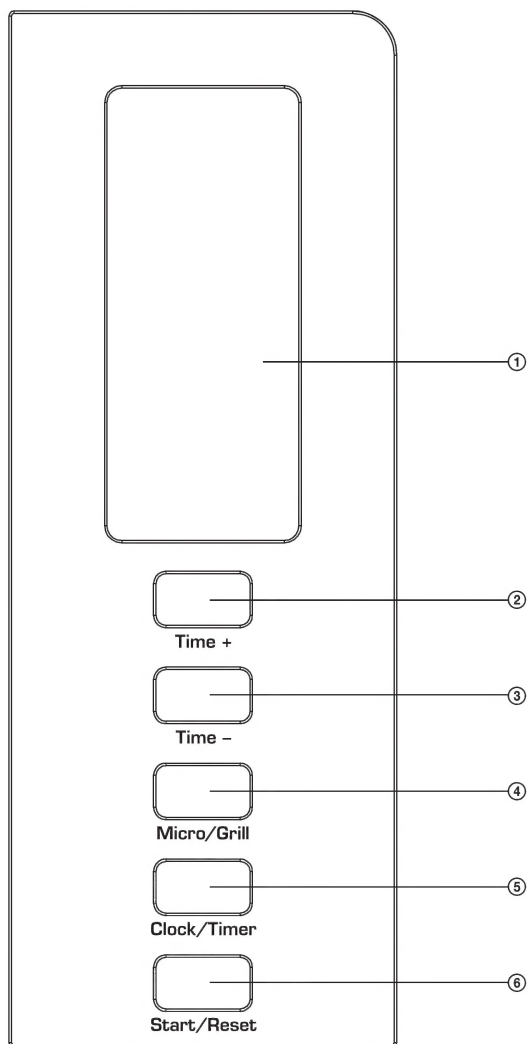 ①
②
Time +
③
Time –
④
Micro/Grill
⑤
Clock/Timer
⑥
Start/Reset